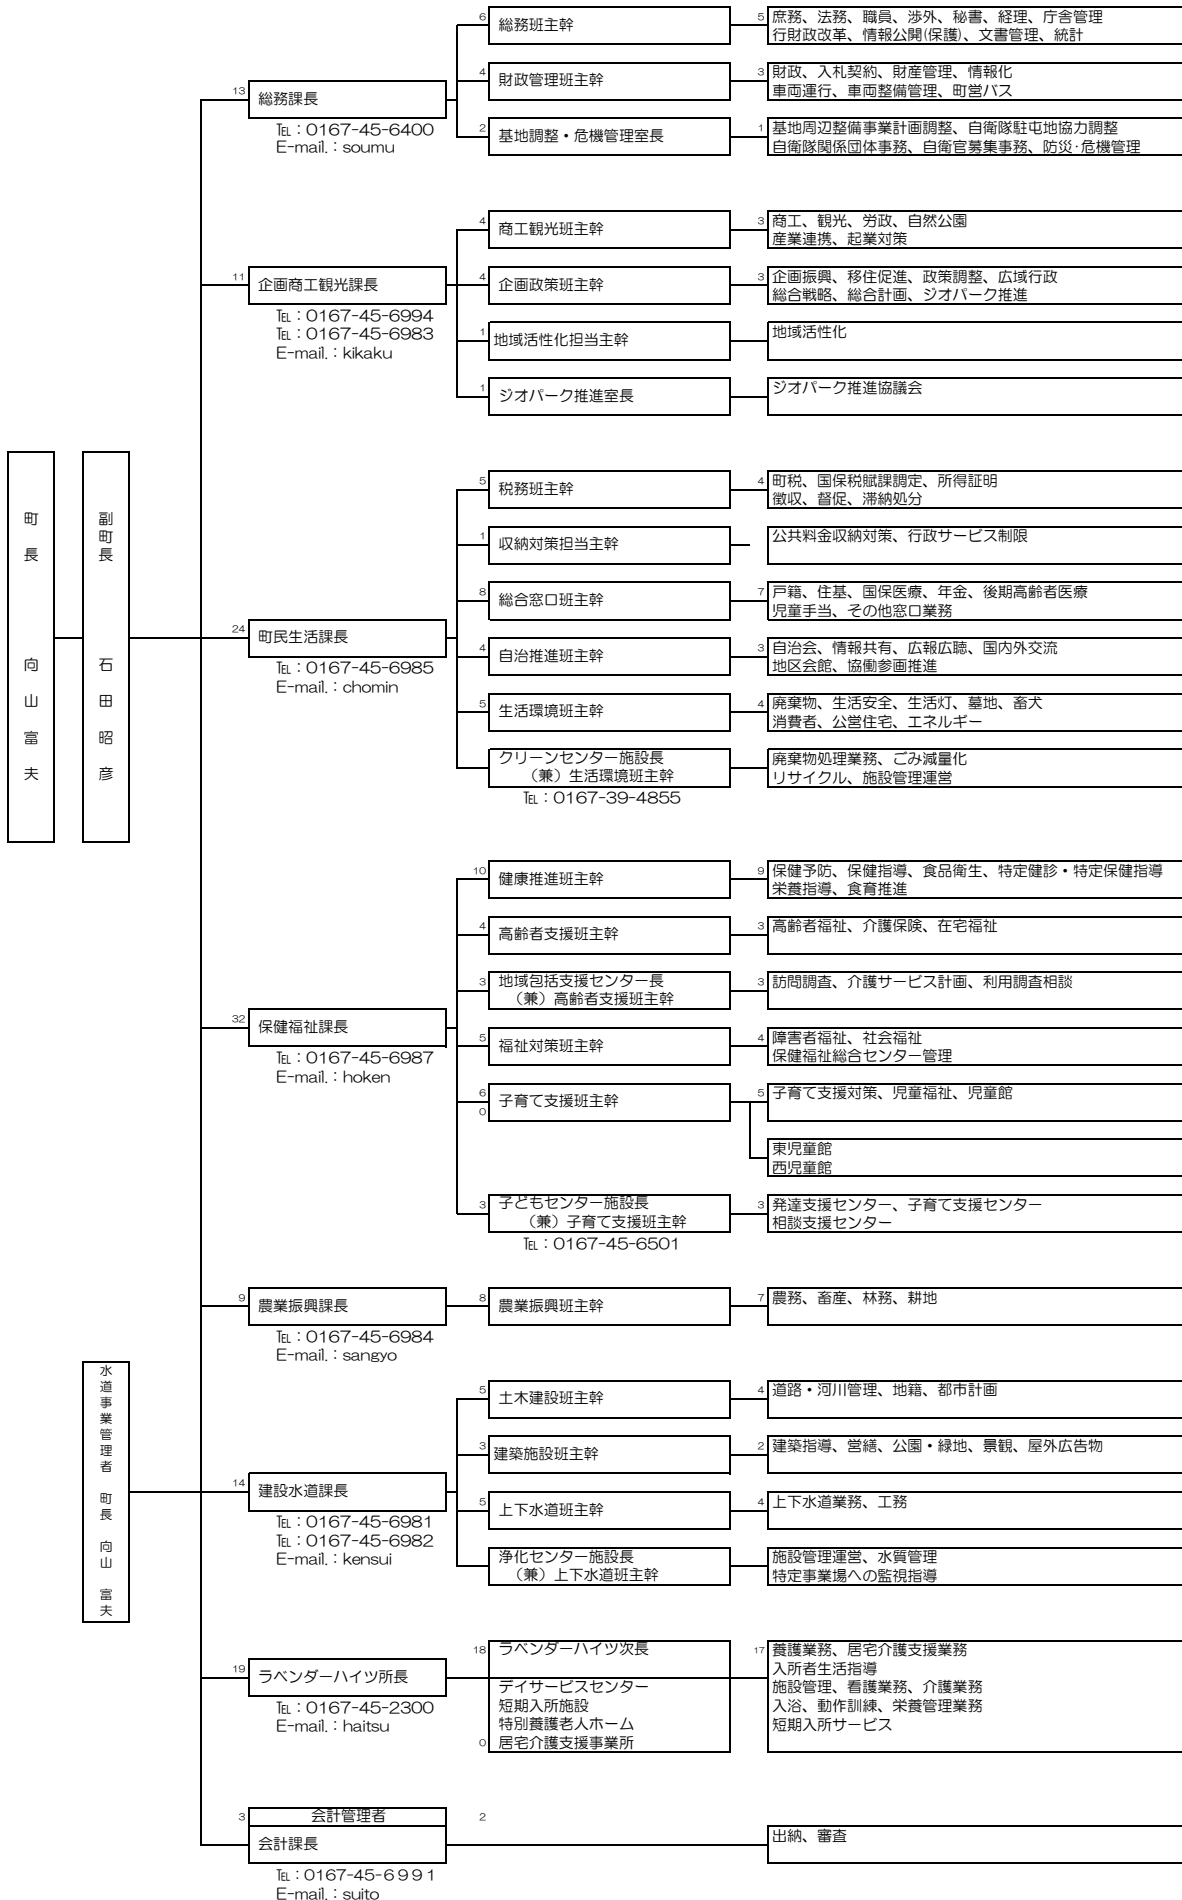 町長　向山富夫
副町長　石田昭彦
13
総務課長
℡：0167-45-6400
E-mail.：soumu
6
総務班主幹
5
庶務、法務、職員、渉外、秘書、経理、庁舎管理
行財政改革、情報公開(保護)、文書管理、統計
4
財政管理班主幹
3
財政、入札契約、財産管理、情報化
車両運行、車両整備管理、町営バス
2
基地調整・危機管理室長
1
基地周辺整備事業計画調整、自衛隊駐屯地協力調整
自衛隊関係団体事務、自衛官募集事務、防災・危機管理
11
企画商工観光課長
℡：0167-45-6994
℡：0167-45-6983
E-mail.：kikaku
4
商工観光班主幹
3
商工、観光、労政、自然公園
産業連携、起業対策
4
企画政策班主幹
3
企画振興、移住促進、政策調整、広域行政
総合戦略、総合計画、ジオパーク推進
1
地域活性化担当主幹
地域活性化
1
ジオパーク推進室長
ジオパーク推進協議会
24
町民生活課長
℡：0167-45-6985
E-mail.：chomin
5
税務班主幹
4
町税、国保税賦課調定、所得証明
徴収、督促、滞納処分
1
収納対策担当主幹
公共料金収納対策、行政サービス制限
8
総合窓口班主幹
7
戸籍、住基、国保医療、年金、後期高齢者医療
児童手当、その他窓口業務
4
自治推進班主幹
3
自治会、情報共有、広報広聴、国内外交流
地区会館、協働参画推進
5
生活環境班主幹
4
廃棄物、生活安全、生活灯、墓地、畜犬
消費者、公営住宅、エネルギー
クリーンセンター施設長
（兼）生活環境班主幹
℡：0167-39-4855
廃棄物処理業務、ごみ減量化
リサイクル、施設管理運営
32
保健福祉課長
℡：0167-45-6987
E-mail.：hoken
10
健康推進班主幹
9
保健予防、保健指導、食品衛生、特定健診・特定保健指導
栄養指導、食育推進
4
高齢者支援班主幹
3
高齢者福祉、介護保険、在宅福祉
3
地域包括支援センター長
（兼）高齢者支援班主幹
3
訪問調査、介護サービス計画、利用調査相談
5
福祉対策班主幹
4
障害者福祉、社会福祉
保健福祉総合センター管理
6
0
子育て支援班主幹
5
子育て支援対策、児童福祉、児童館
東児童館
西児童館
3
子どもセンター施設長
（兼）子育て支援班主幹
℡：0167-45-6501
3
発達支援センター、子育て支援センター
相談支援センター
9
農業振興課長
℡：0167-45-6984
E-mail.：sangyo
8
農業振興班主幹
7
農務、畜産、林務、耕地
水道事業管理者　町長　向山　富夫
14
建設水道課長
℡：0167-45-6981
℡：0167-45-6982
E-mail.：kensui
5
土木建設班主幹
4
道路・河川管理、地籍、都市計画
3
建築施設班主幹
2
建築指導、営繕、公園・緑地、景観、屋外広告物
5
上下水道班主幹
4
上下水道業務、工務
浄化センター施設長
（兼）上下水道班主幹
施設管理運営、水質管理
特定事業場への監視指導
19
ラベンダーハイツ所長
℡：0167-45-2300
E-mail.：haitsu
18
ラベンダーハイツ次長
デイサービスセンター
短期入所施設
特別養護老人ホーム
0
居宅介護支援事業所
17
養護業務、居宅介護支援業務
入所者生活指導
施設管理、看護業務、介護業務
入浴、動作訓練、栄養管理業務
短期入所サービス
3
会計管理者
会計課長
℡：0167-45-６９９１
E-mail.：suito
2
出納、審査